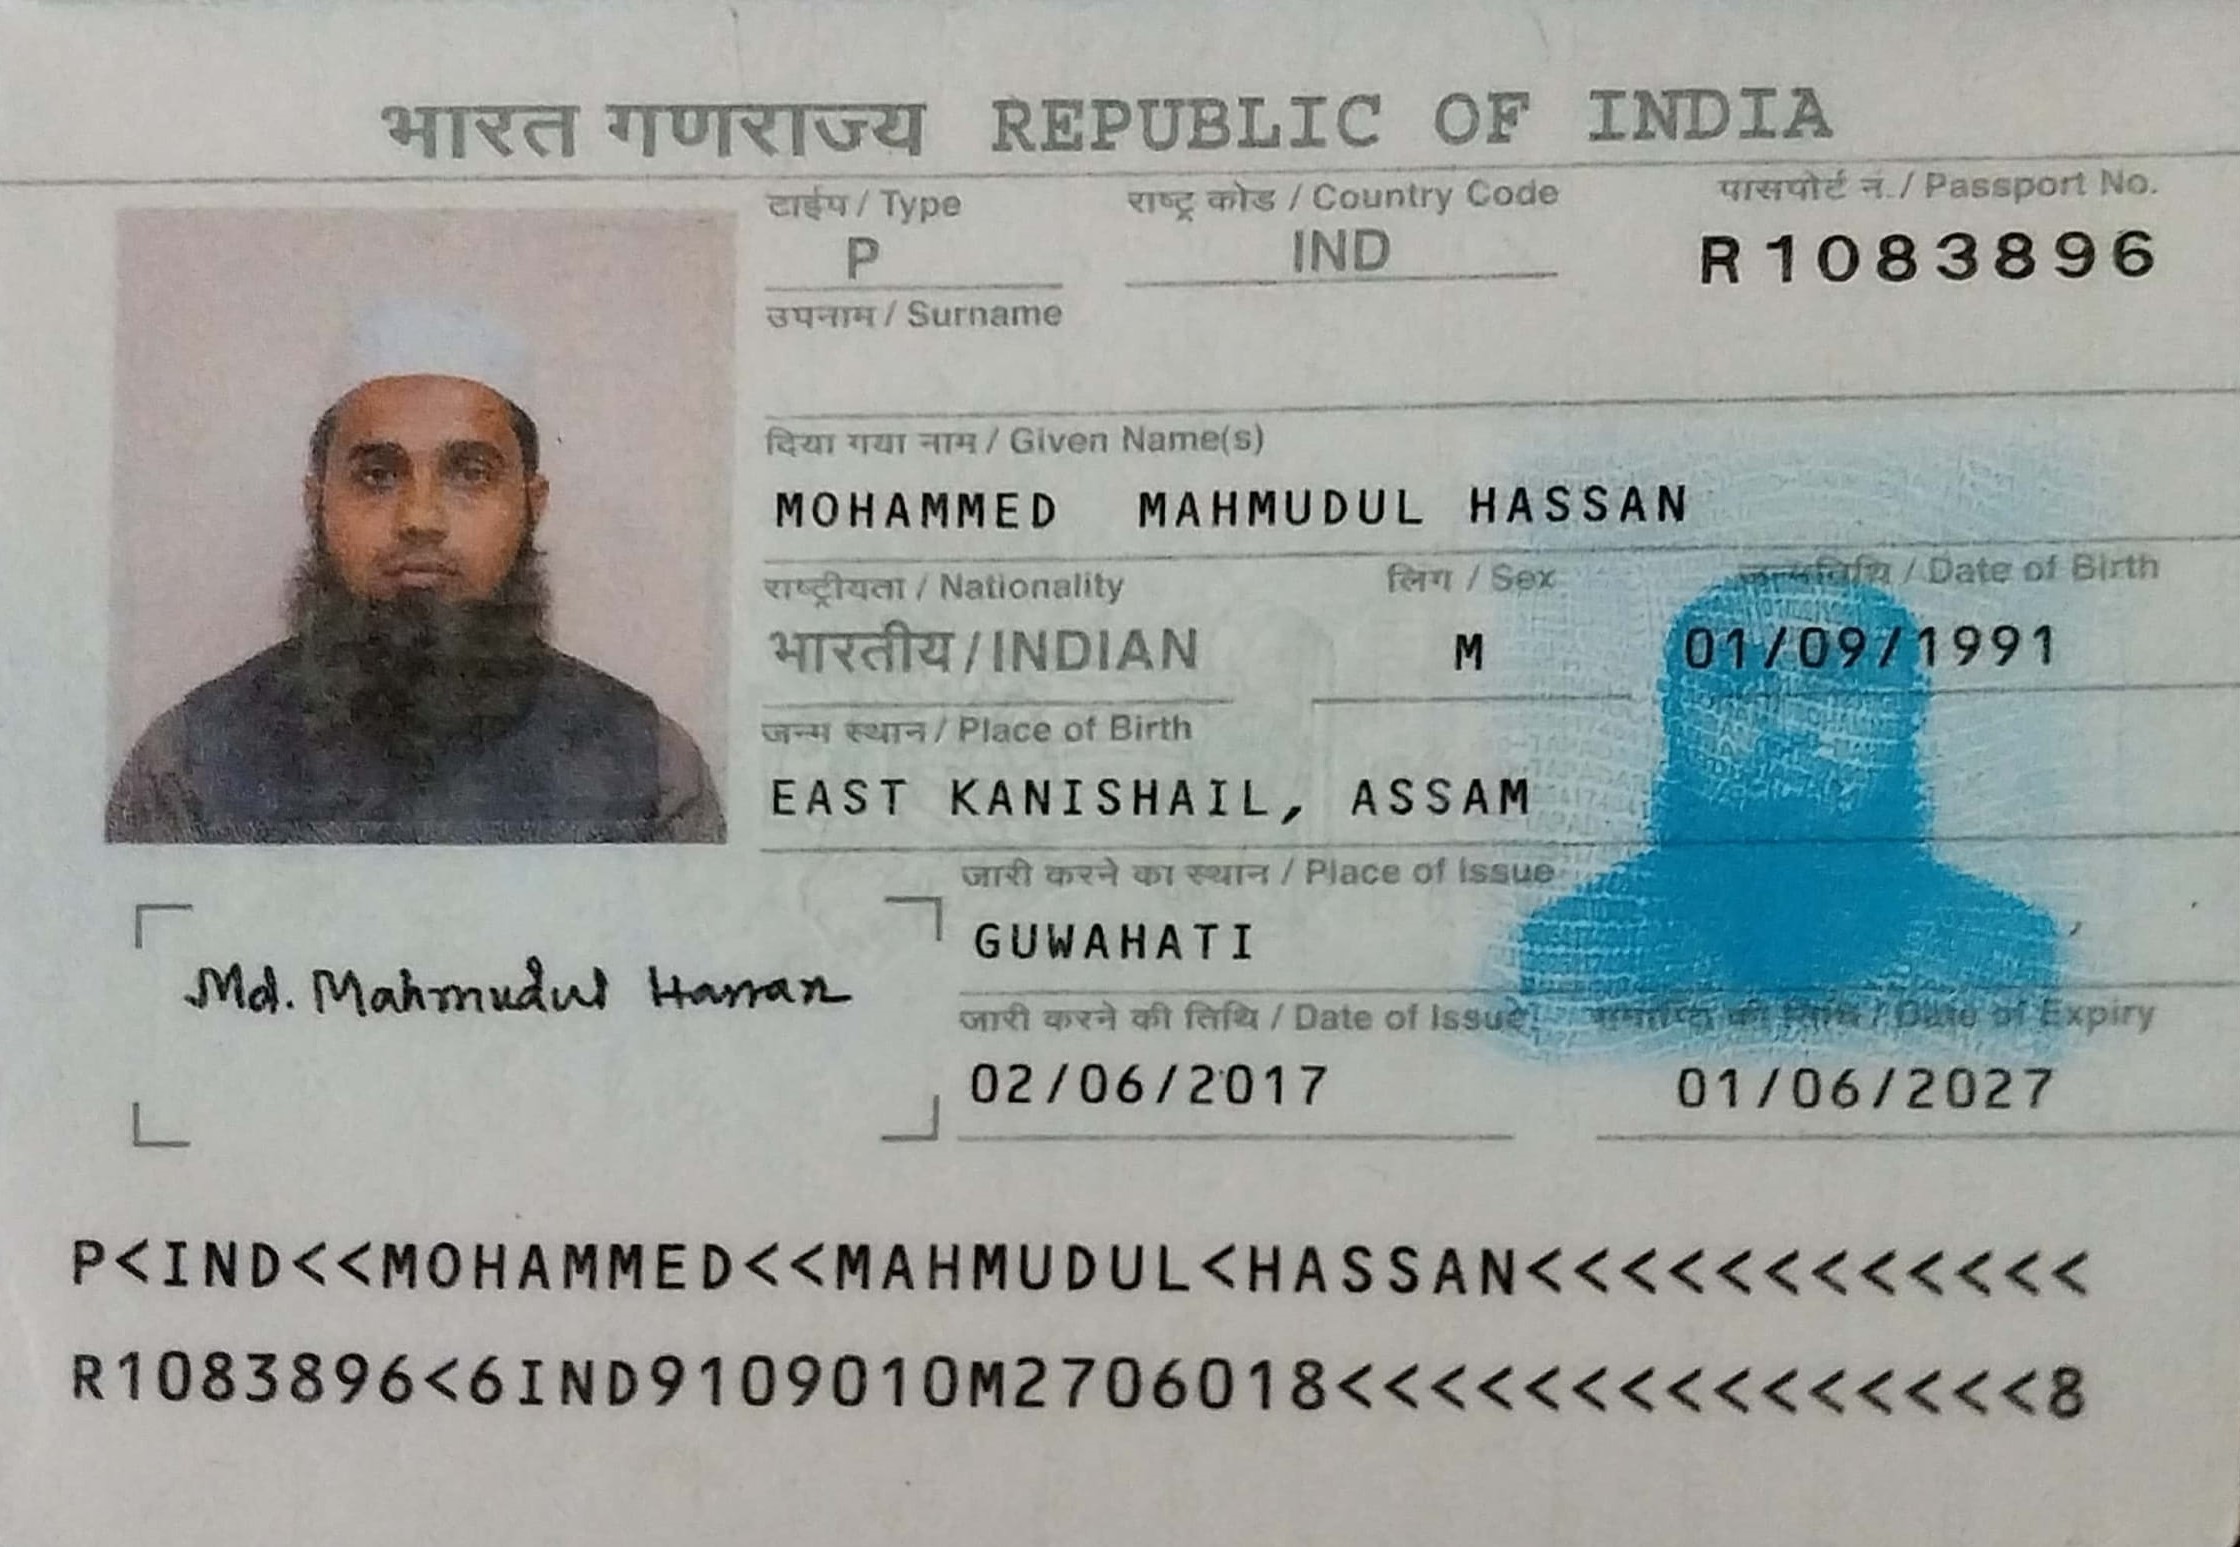 भारत गणराज्य REPUBLIC OF INDIA
टाईप / Type राष्ट्र कोड / Country Code पासपोर्ट नं. / Passport No.
P IND R1083896
उपनाम / Surname
दिया गया नाम / Given Name(s)
MOHAMMED MAHMUDUL HASSAN
राष्ट्रीयता / Nationality लिंग / Sex जन्मतिथि / Date of Birth
भारतीय / INDIAN M 01/09/1991
जन्म स्थान / Place of Birth
EAST KANISHAIL, ASSAM
जारी करने का स्थान / Place of Issue
GUWAHATI
Md. Mahmudul Hassan
जारी करने की तिथि / Date of Issue समाप्ति की तिथि / Date of Expiry
02/06/2017 01/06/2027
P<IND<<MOHAMMED<<MAHMUDUL<HASSAN<<<<<<<<<<<<
R1083896<6IND9109010M2706018<<<<<<<<<<<<<<<8